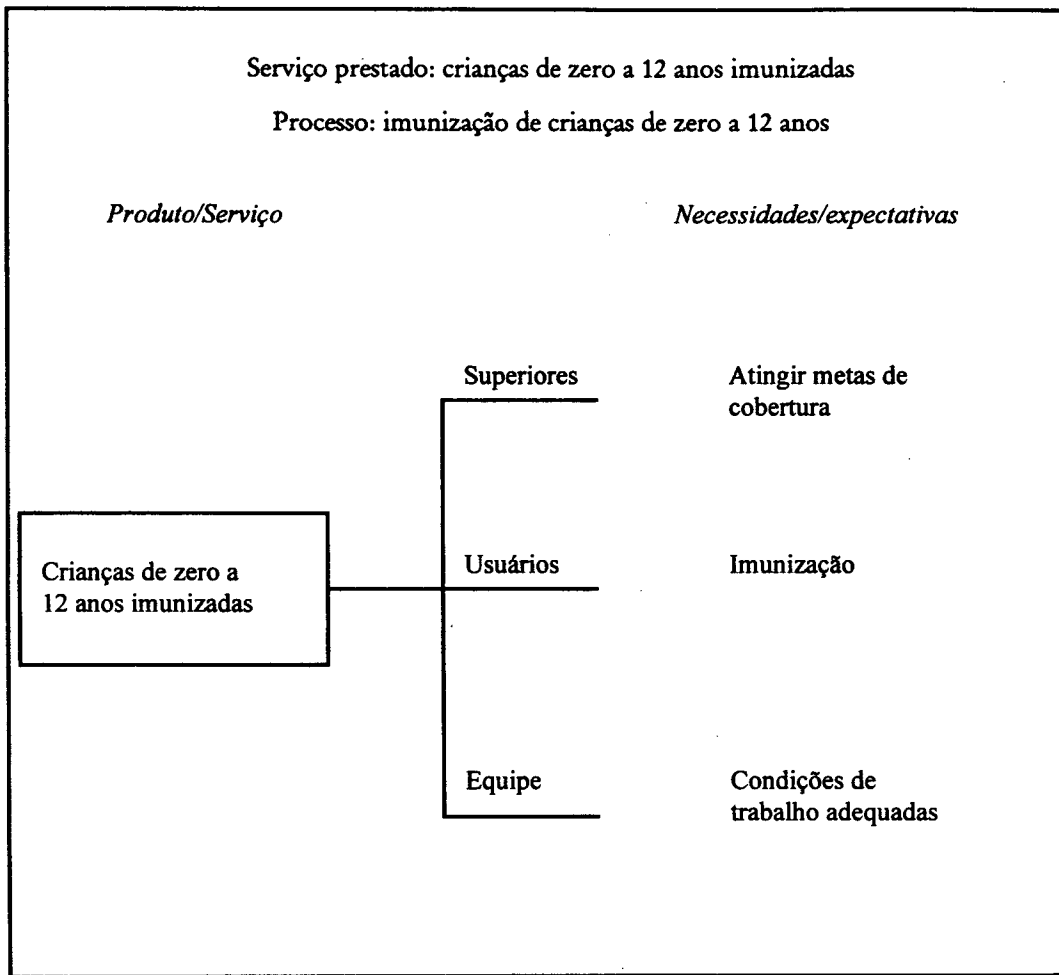 Serviço prestado: crianças de zero a 12 anos imunizadas
Processo: imunização de crianças de zero a 12 anos
Produto/Serviço
Necessidades/expectativas
Superiores
Atingir metas de
cobertura
Crianças de zero a
12 anos imunizadas
Usuários
Imunização
Equipe
Condições de
trabalho adequadas